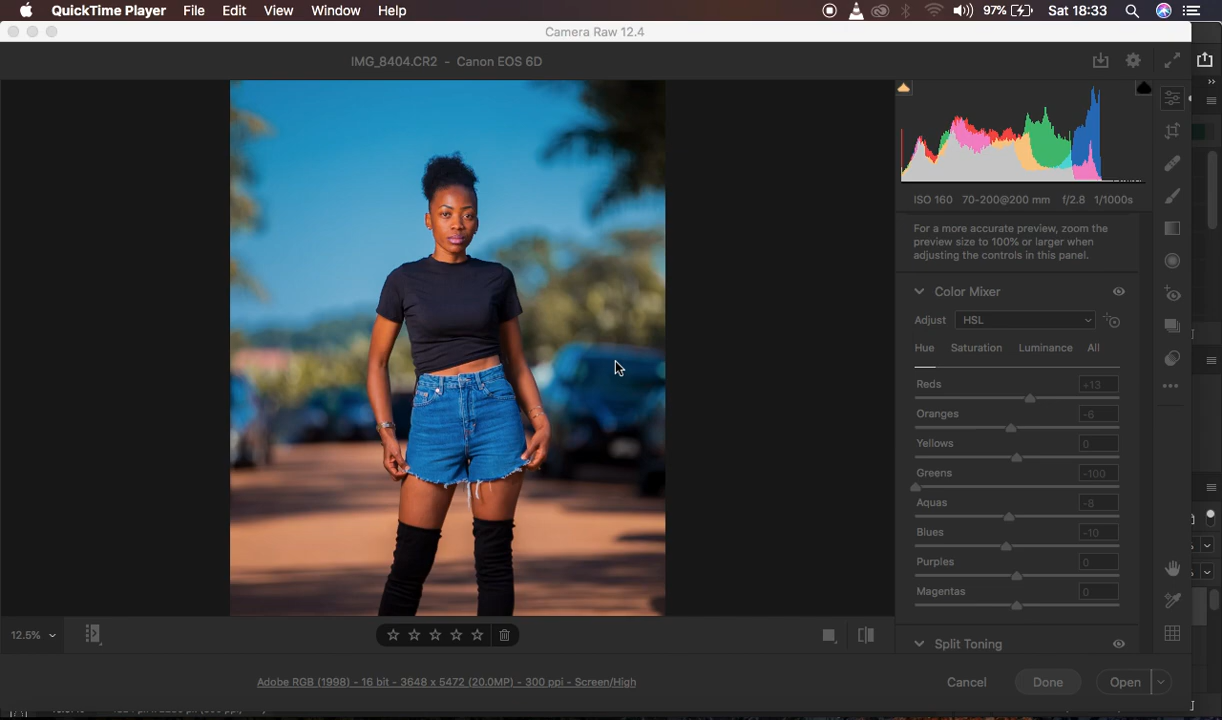 QuickTime Player File Edit View Window Help 97% Sat 18:33
Camera Raw 12.4
IMG_8404.CR2 - Canon EOS 6D
ISO 160 70-200@200 mm f/2.8 1/1000s
For a more accurate preview, zoom the
preview size to 100% or larger when
adjusting the controls in this panel.
Color Mixer
Adjust HSL
Hue Saturation Luminance All
Reds +13
Oranges -6
Yellows 0
Greens -100
Aquas -8
Blues -10
Purples 0
Magentas 0
12.5%
Split Toning
Adobe RGB (1998) - 16 bit - 3648 x 5472 (20.0MP) - 300 ppi - Screen/High
Cancel Done Open